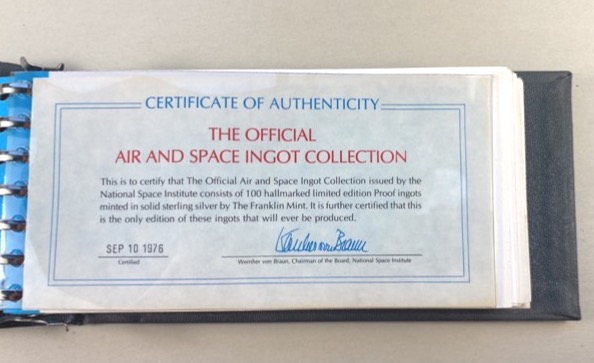 CERTIFICATE OF AUTHENTICITY
THE OFFICIAL
AIR AND SPACE INGOT COLLECTION
This is to certify that The Official Air and Space Ingot Collection issued by the
National Space Institute consists of 100 hallmarked limited edition Proof ingots
minted in solid sterling silver by The Franklin Mint. It is further certified that this
is the only edition of these ingots that will ever be produced.
SEP 10 1976
Certified
Wernher von Braun
Wernher von Braun, Chairman of the Board, National Space Institute